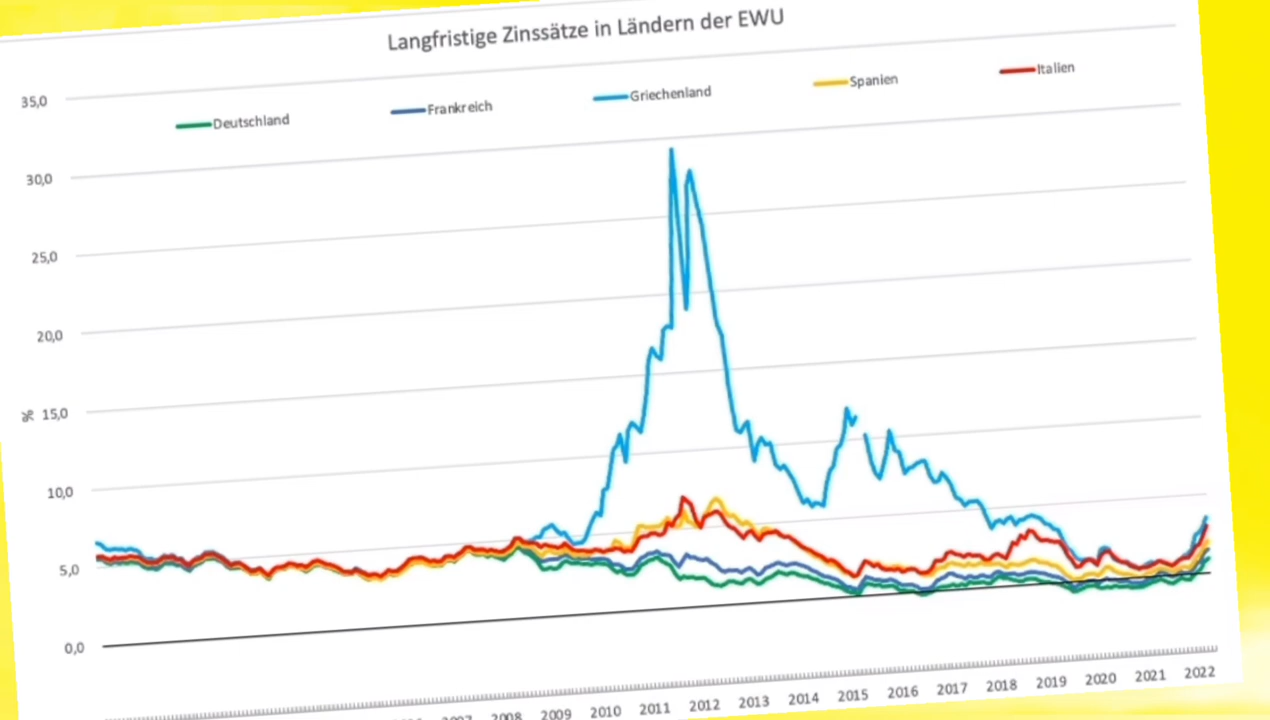 Langfristige Zinssätze in Ländern der EWU
Deutschland Frankreich Griechenland Spanien Italien
35,0
30,0
25,0
20,0
% 15,0
10,0
5,0
0,0
2008 2009 2010 2011 2012 2013 2014 2015 2016 2017 2018 2019 2020 2021 2022